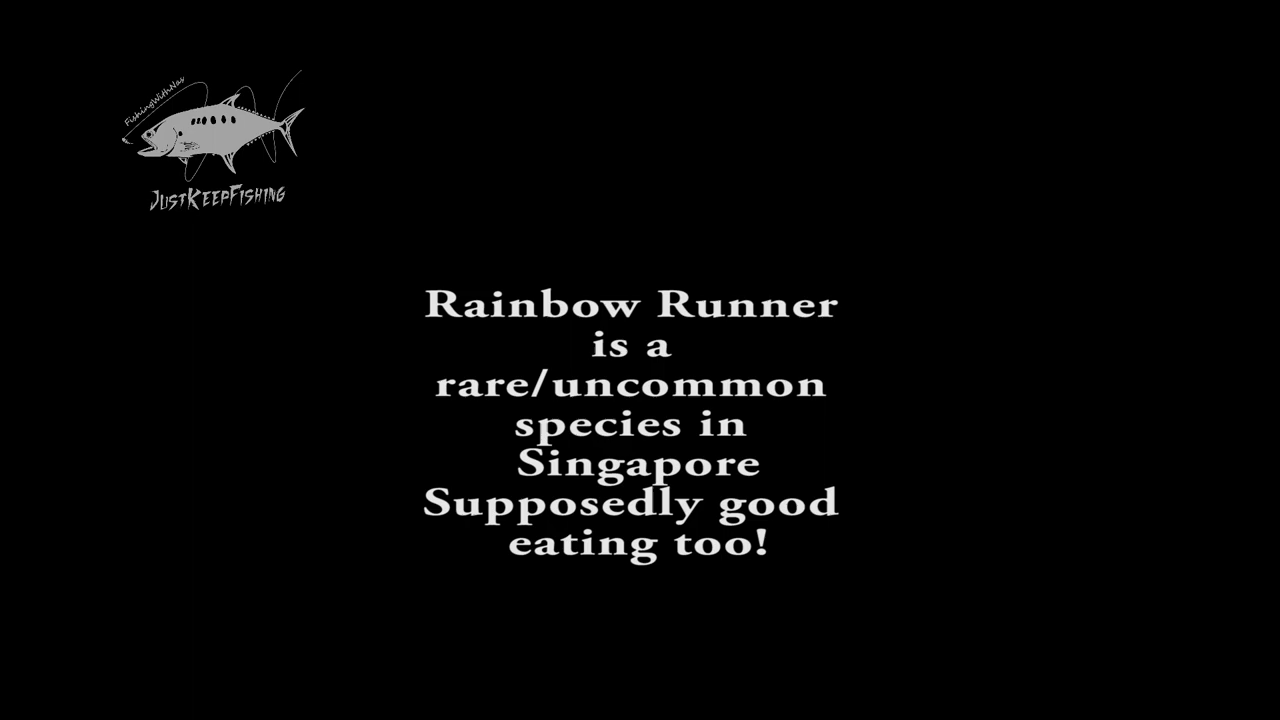 FishingWithNas
JustKeepFishing
Rainbow Runner
is a
rare/uncommon
species in
Singapore
Supposedly good
eating too!